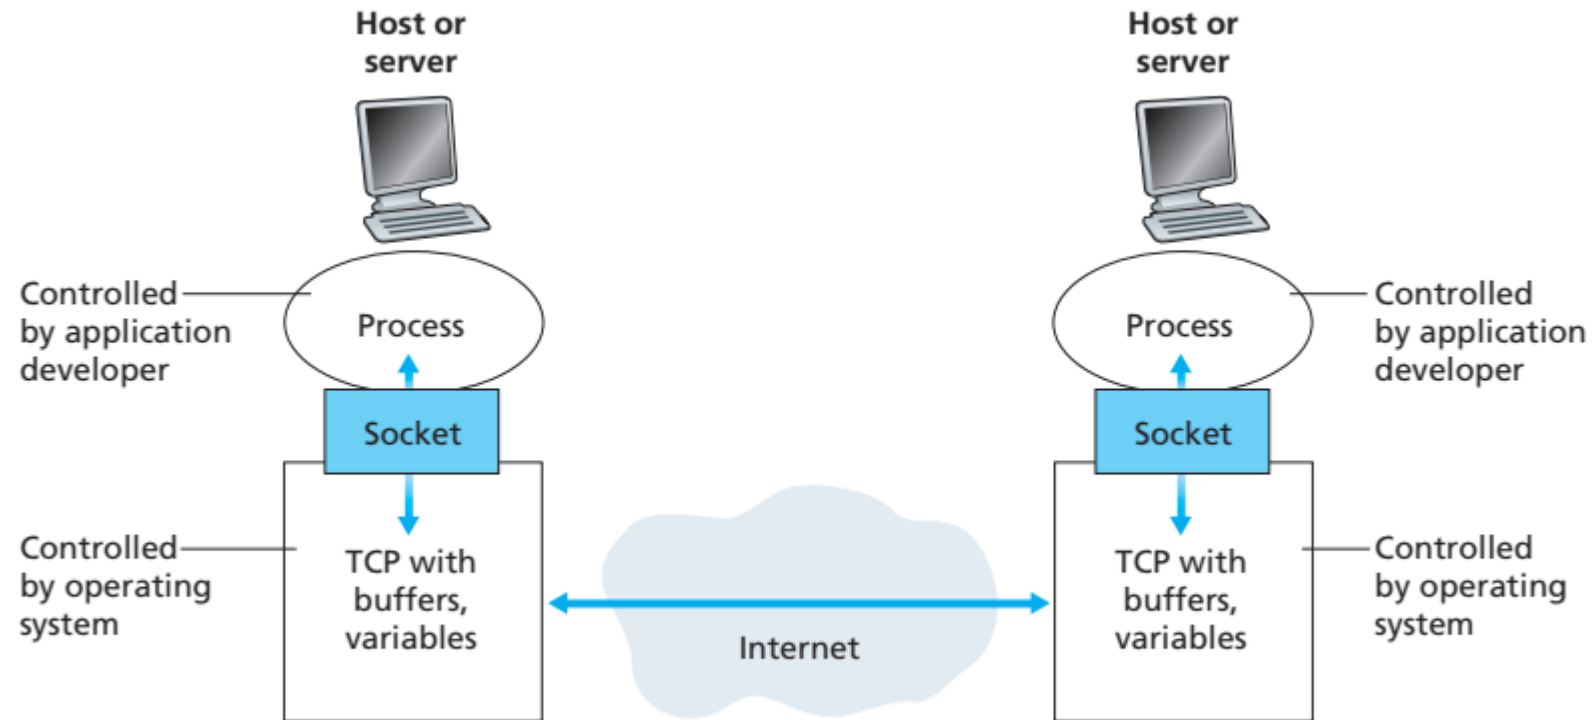 Host or
server
Host or
server
Controlled
by application
developer
Process
Process
Controlled
by application
developer
Socket
Socket
Controlled
by operating
system
TCP with
buffers,
variables
Internet
TCP with
buffers,
variables
Controlled
by operating
system